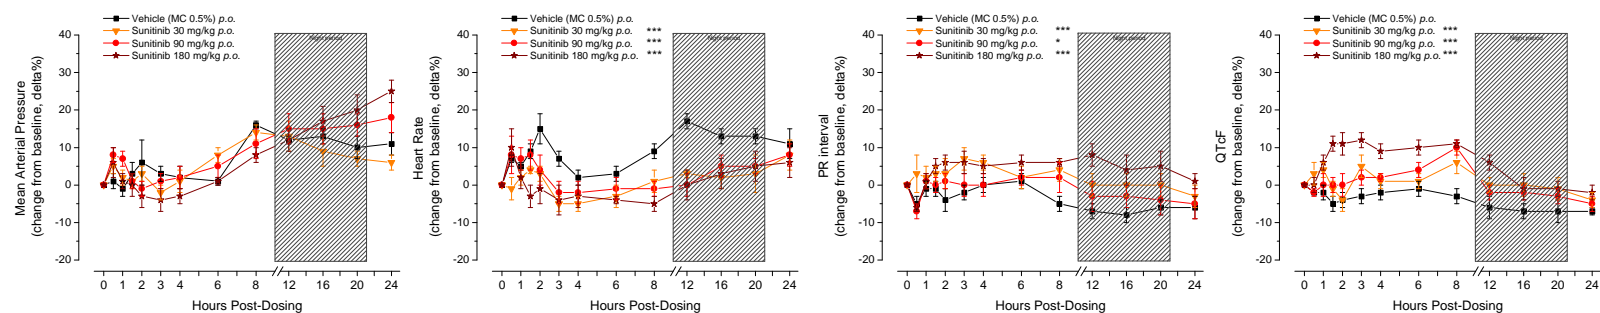 Vehicle (MC 0.5%) p.o.
Sunitinib 30 mg/kg p.o.
Sunitinib 90 mg/kg p.o.
Sunitinib 180 mg/kg p.o.
Night period
40
30
20
10
0
-10
-20
Mean Arterial Pressure
(change from baseline, delta%)
0 1 2 3 4 6 8 12 16 20 24
Hours Post-Dosing
Vehicle (MC 0.5%) p.o.
Sunitinib 30 mg/kg p.o. ***
Sunitinib 90 mg/kg p.o. ***
Sunitinib 180 mg/kg p.o. ***
Night period
40
30
20
10
0
-10
-20
Heart Rate
(change from baseline, delta%)
0 1 2 3 4 6 8 12 16 20 24
Hours Post-Dosing
Vehicle (MC 0.5%) p.o.
Sunitinib 30 mg/kg p.o. ***
Sunitinib 90 mg/kg p.o. *
Sunitinib 180 mg/kg p.o. ***
Night period
40
30
20
10
0
-10
-20
PR interval
(change from baseline, delta%)
0 1 2 3 4 6 8 12 16 20 24
Hours Post-Dosing
Vehicle (MC 0.5%) p.o.
Sunitinib 30 mg/kg p.o. ***
Sunitinib 90 mg/kg p.o. ***
Sunitinib 180 mg/kg p.o. ***
Night period
40
30
20
10
0
-10
-20
QTcF
(change from baseline, delta%)
0 1 2 3 4 6 8 12 16 20 24
Hours Post-Dosing